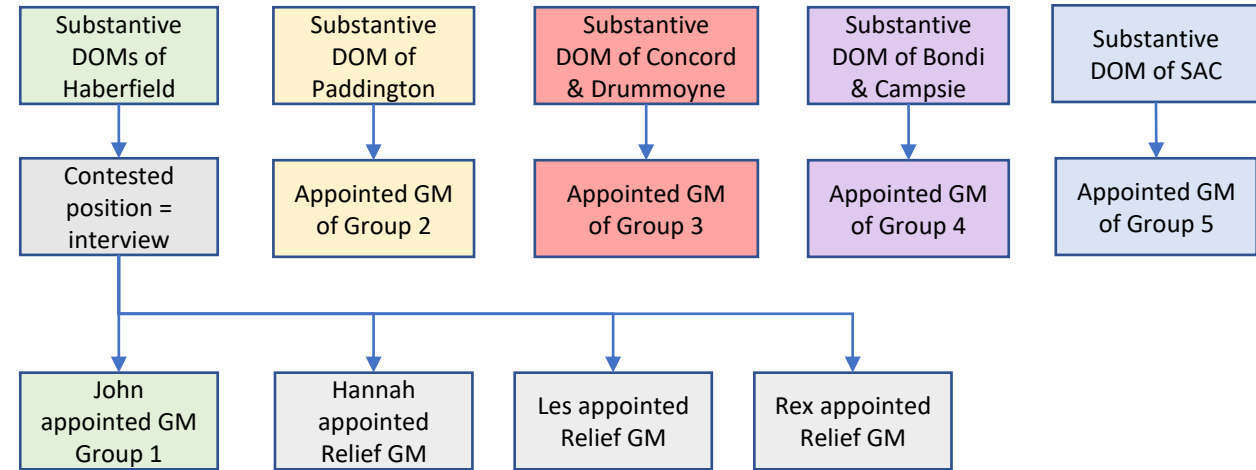 Substantive
DOMs of
Haberfield
Substantive
DOM of
Paddington
Substantive
DOM of Concord
& Drummoyne
Substantive
DOM of Bondi
& Campsie
Substantive
DOM of SAC
Contested
position =
interview
Appointed GM
of Group 2
Appointed GM
of Group 3
Appointed GM
of Group 4
Appointed GM
of Group 5
John
appointed GM
Group 1
Hannah
appointed
Relief GM
Les appointed
Relief GM
Rex appointed
Relief GM